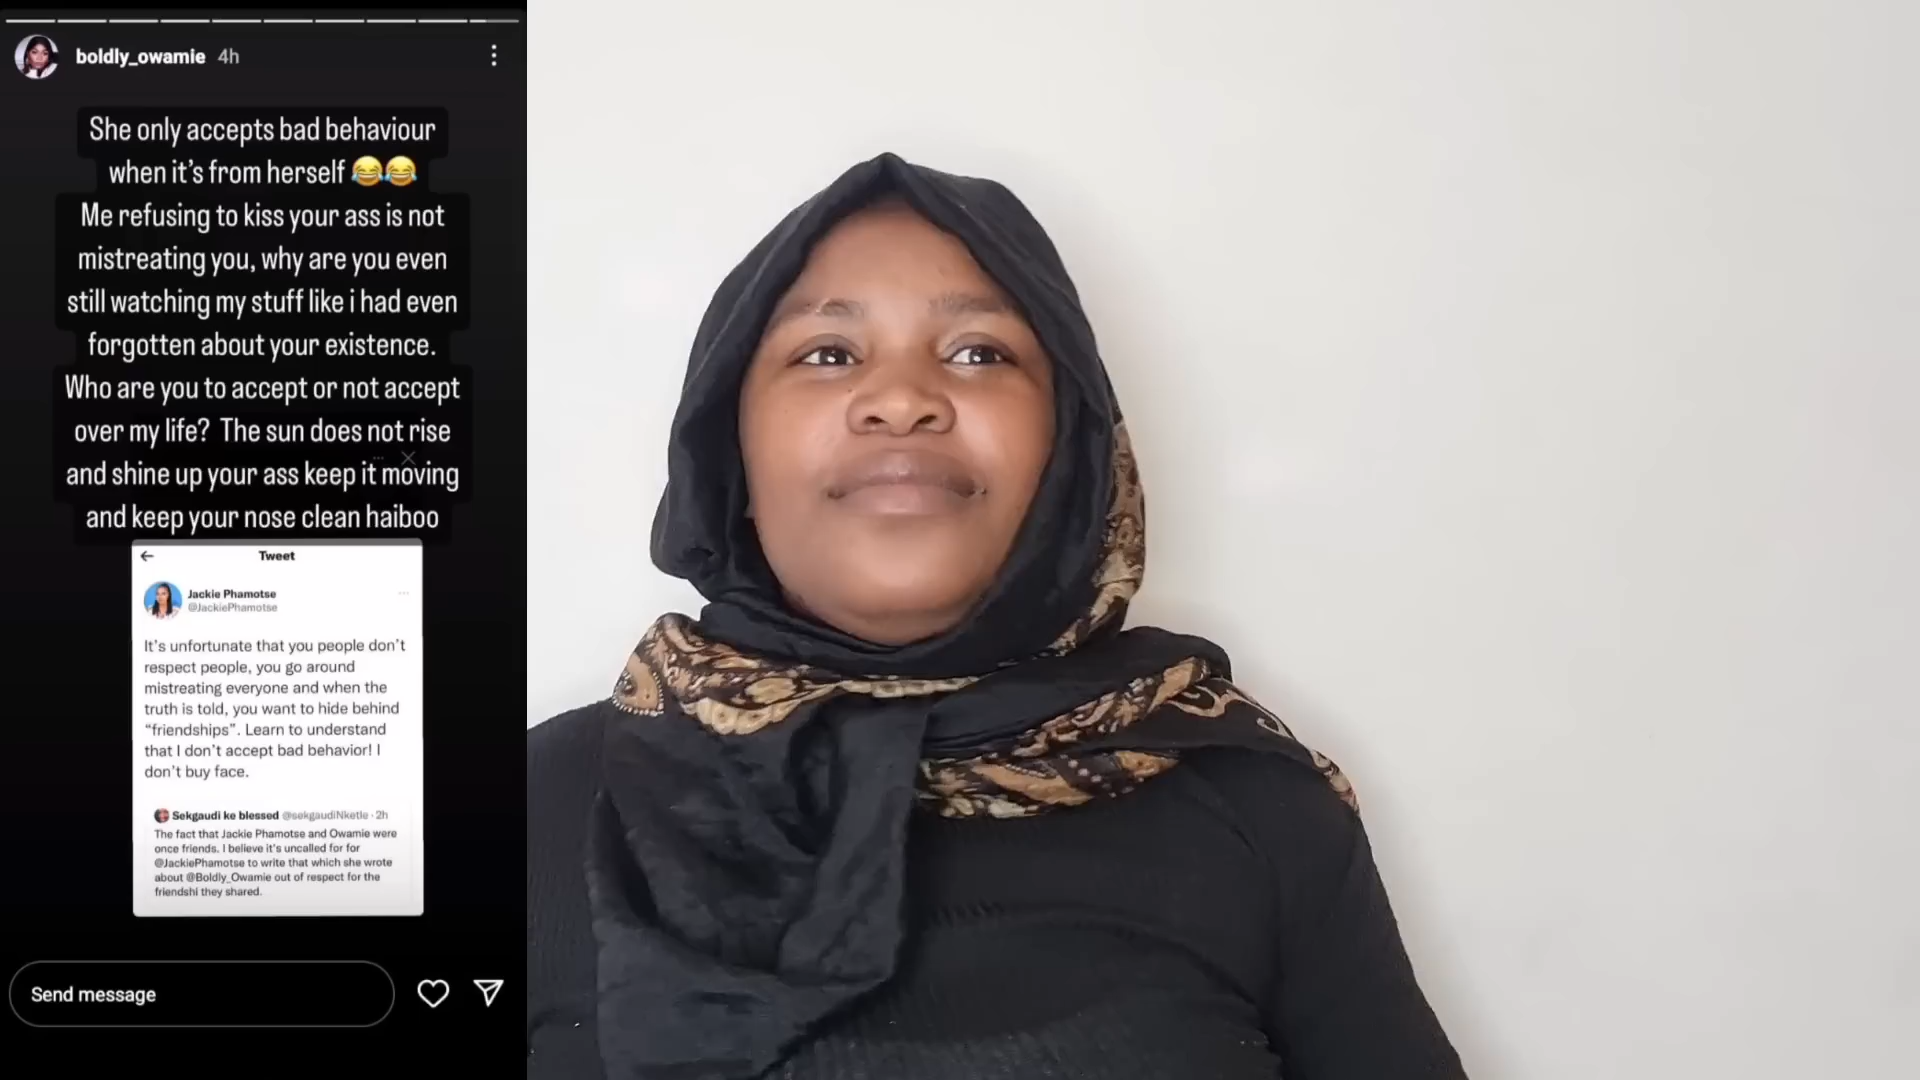 boldly_owamie 4h
She only accepts bad behaviour
when it's from herself 😂😂
Me refusing to kiss your ass is not
mistreating you, why are you even
still watching my stuff like i had even
forgotten about your existence.
Who are you to accept or not accept
over my life? The sun does not rise
and shine up your ass keep it moving
and keep your nose clean haiboo
Tweet
Jackie Phamotse
@JackiePhamotse
It's unfortunate that you people don't
respect people, you go around
mistreating everyone and when the
truth is told, you want to hide behind
“friendships”. Learn to understand
that I don't accept bad behavior! I
don't buy face.
Sekgaudi ke blessed @sekgaudiNketle · 2h
The fact that Jackie Phamotse and Owamie were
once friends. I believe it's uncalled for for
@JackiePhamotse to write that which she wrote
about @Boldly_Owamie out of respect for the
friendshi they shared.
Send message